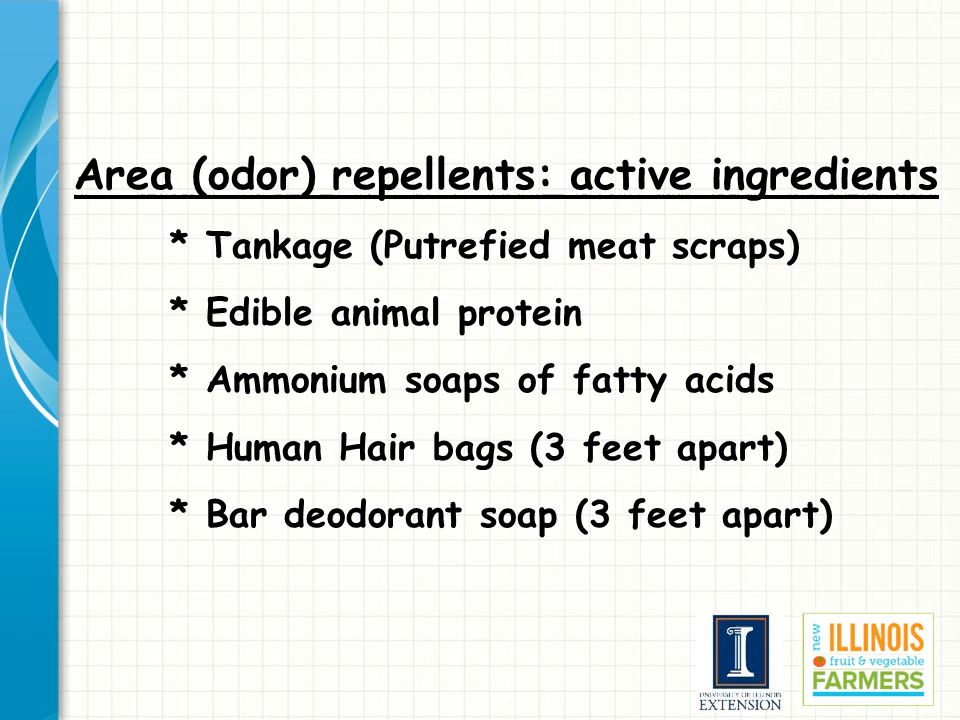 Area (odor) repellents: active ingredients
* Tankage (Putrefied meat scraps)
* Edible animal protein
* Ammonium soaps of fatty acids
* Human Hair bags (3 feet apart)
* Bar deodorant soap (3 feet apart)
I
UNIVERSITY OF ILLINOIS
EXTENSION
new ILLINOIS
fruit & vegetable
FARMERS